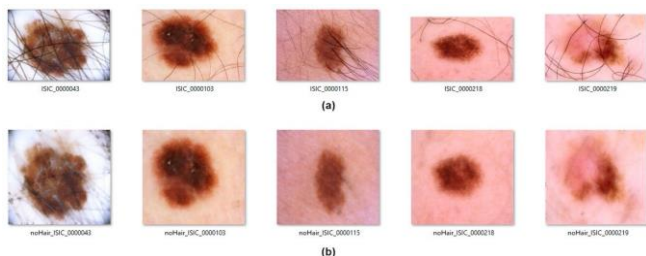 ISIC_0000043
ISIC_0000103
ISIC_0000115
ISIC_0000218
ISIC_0000219
(a)
noHair_ISIC_0000043
noHair_ISIC_0000103
noHair_ISIC_0000115
noHair_ISIC_0000218
noHair_ISIC_0000219
(b)